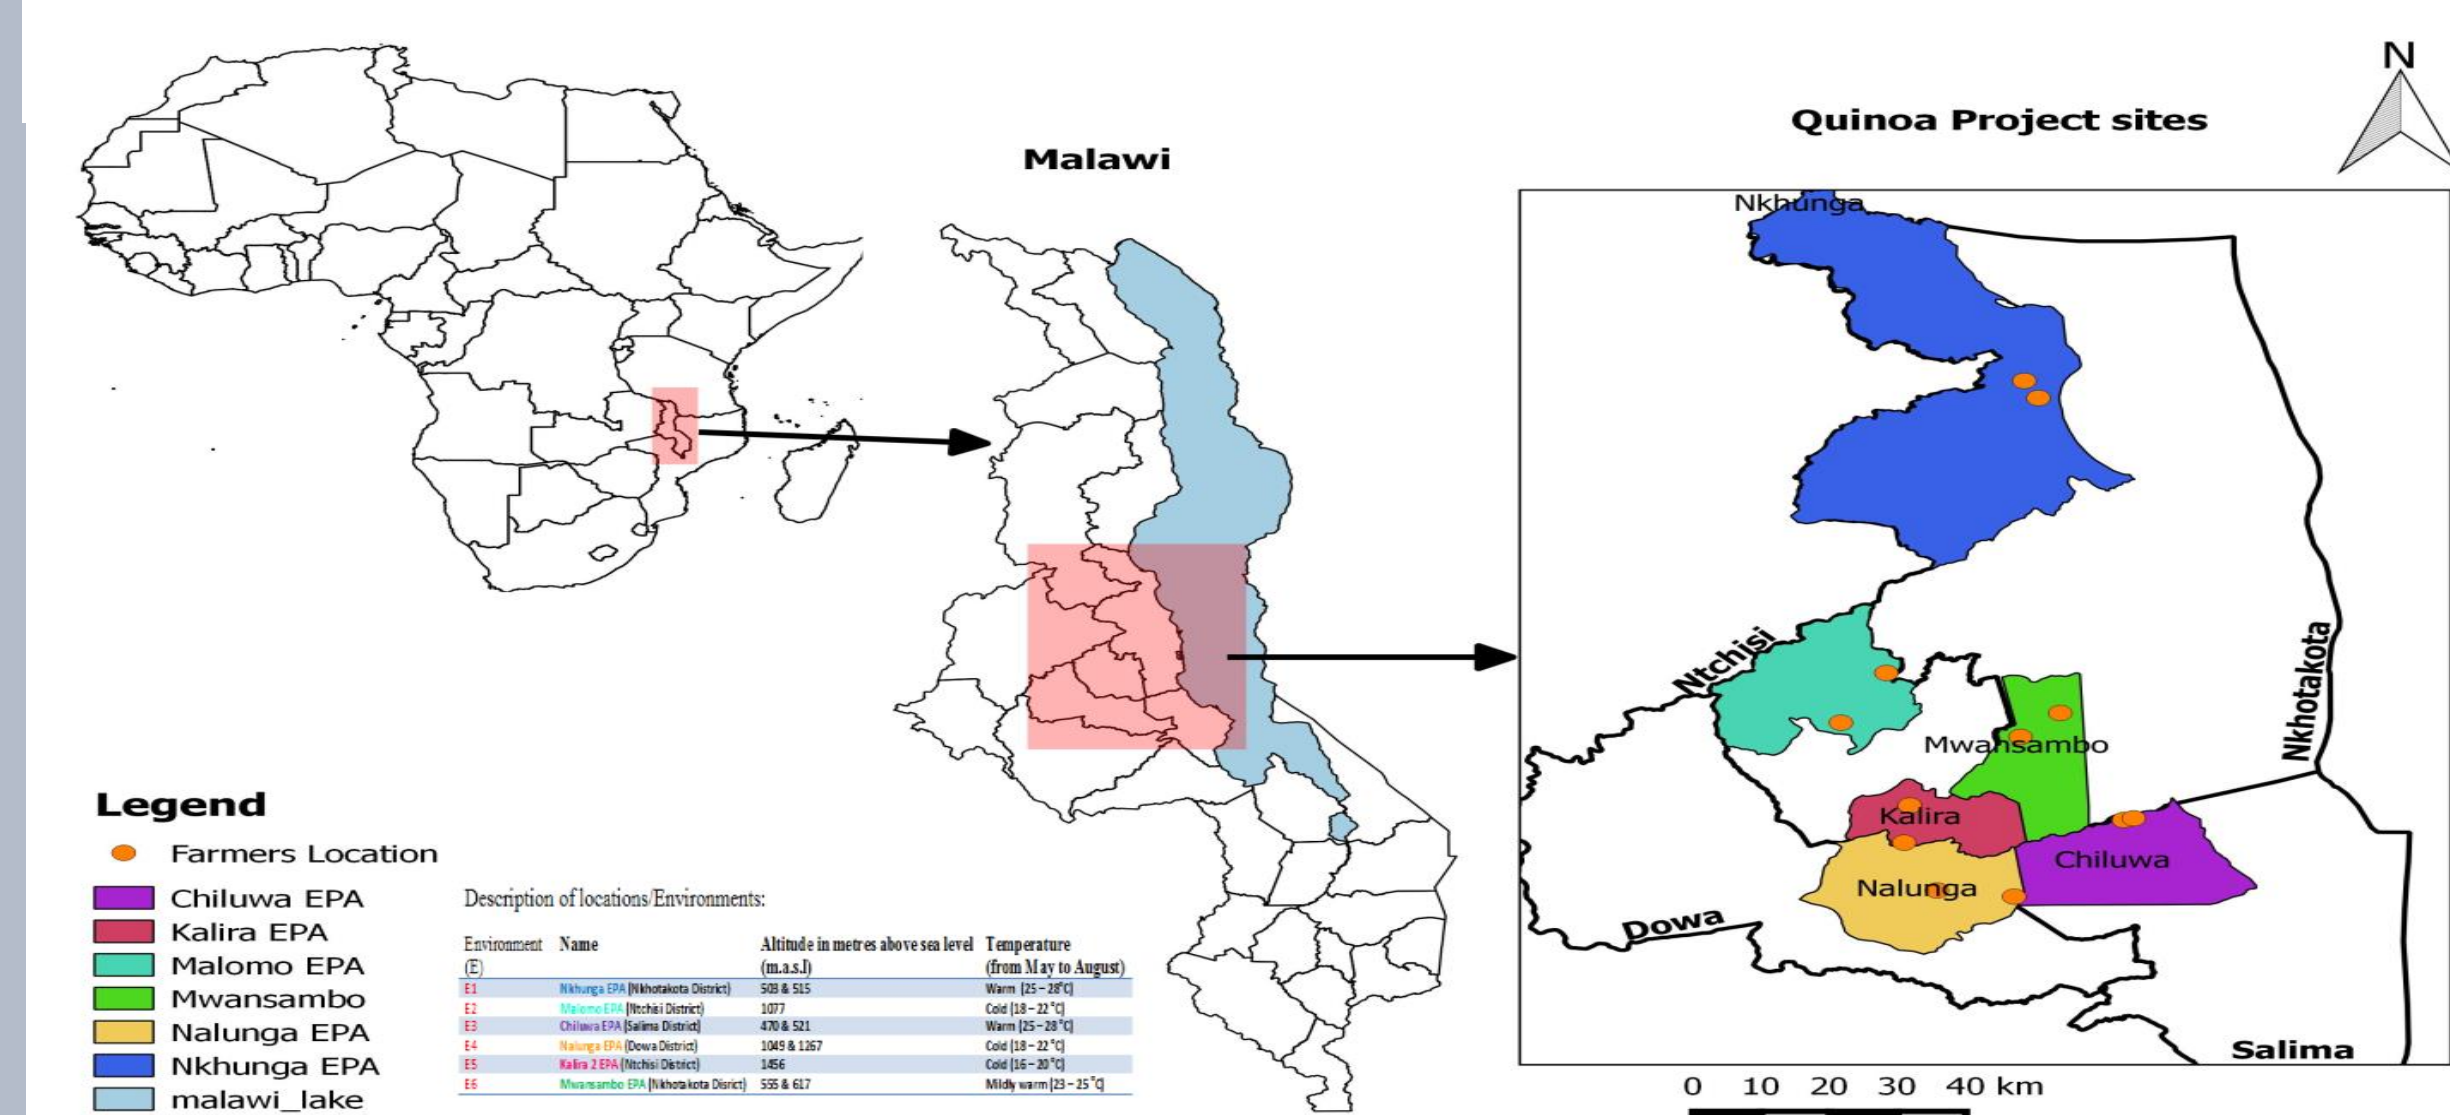 N
Quinoa Project sites
Malawi
Nkhunga
Ntchisi
Nkhotakota
Mwansambo
Kalira
Chiluwa
Nalunga
Dowa
Salima
0 10 20 30 40 km
Legend
Farmers Location
Chiluwa EPA
Kalira EPA
Malomo EPA
Mwansambo
Nalunga EPA
Nkhunga EPA
malawi_lake
Description of locations/Environments:
Environment Name Altitude in metres above sea level Temperature
(E) (m.a.s.l) (from May to August)
E1 Nkhunga EPA (Nkhotakota District) 503 & 515 Warm (25 – 28°C)
E2 Malomo EPA (Ntchisi District) 1077 Cold (18 – 22 °C)
E3 Chiluwa EPA (Salima District) 470 & 521 Warm (25 – 28 °C)
E4 Nalunga EPA (Dowa District) 1049 & 1267 Cold (18 – 22 °C)
E5 Kalira 2 EPA (Ntchisi District) 1456 Cold (16 – 20 °C)
E6 Mwansambo EPA (Nkhotakota Disrict) 555 & 617 Mildly warm (23 – 25 °C)